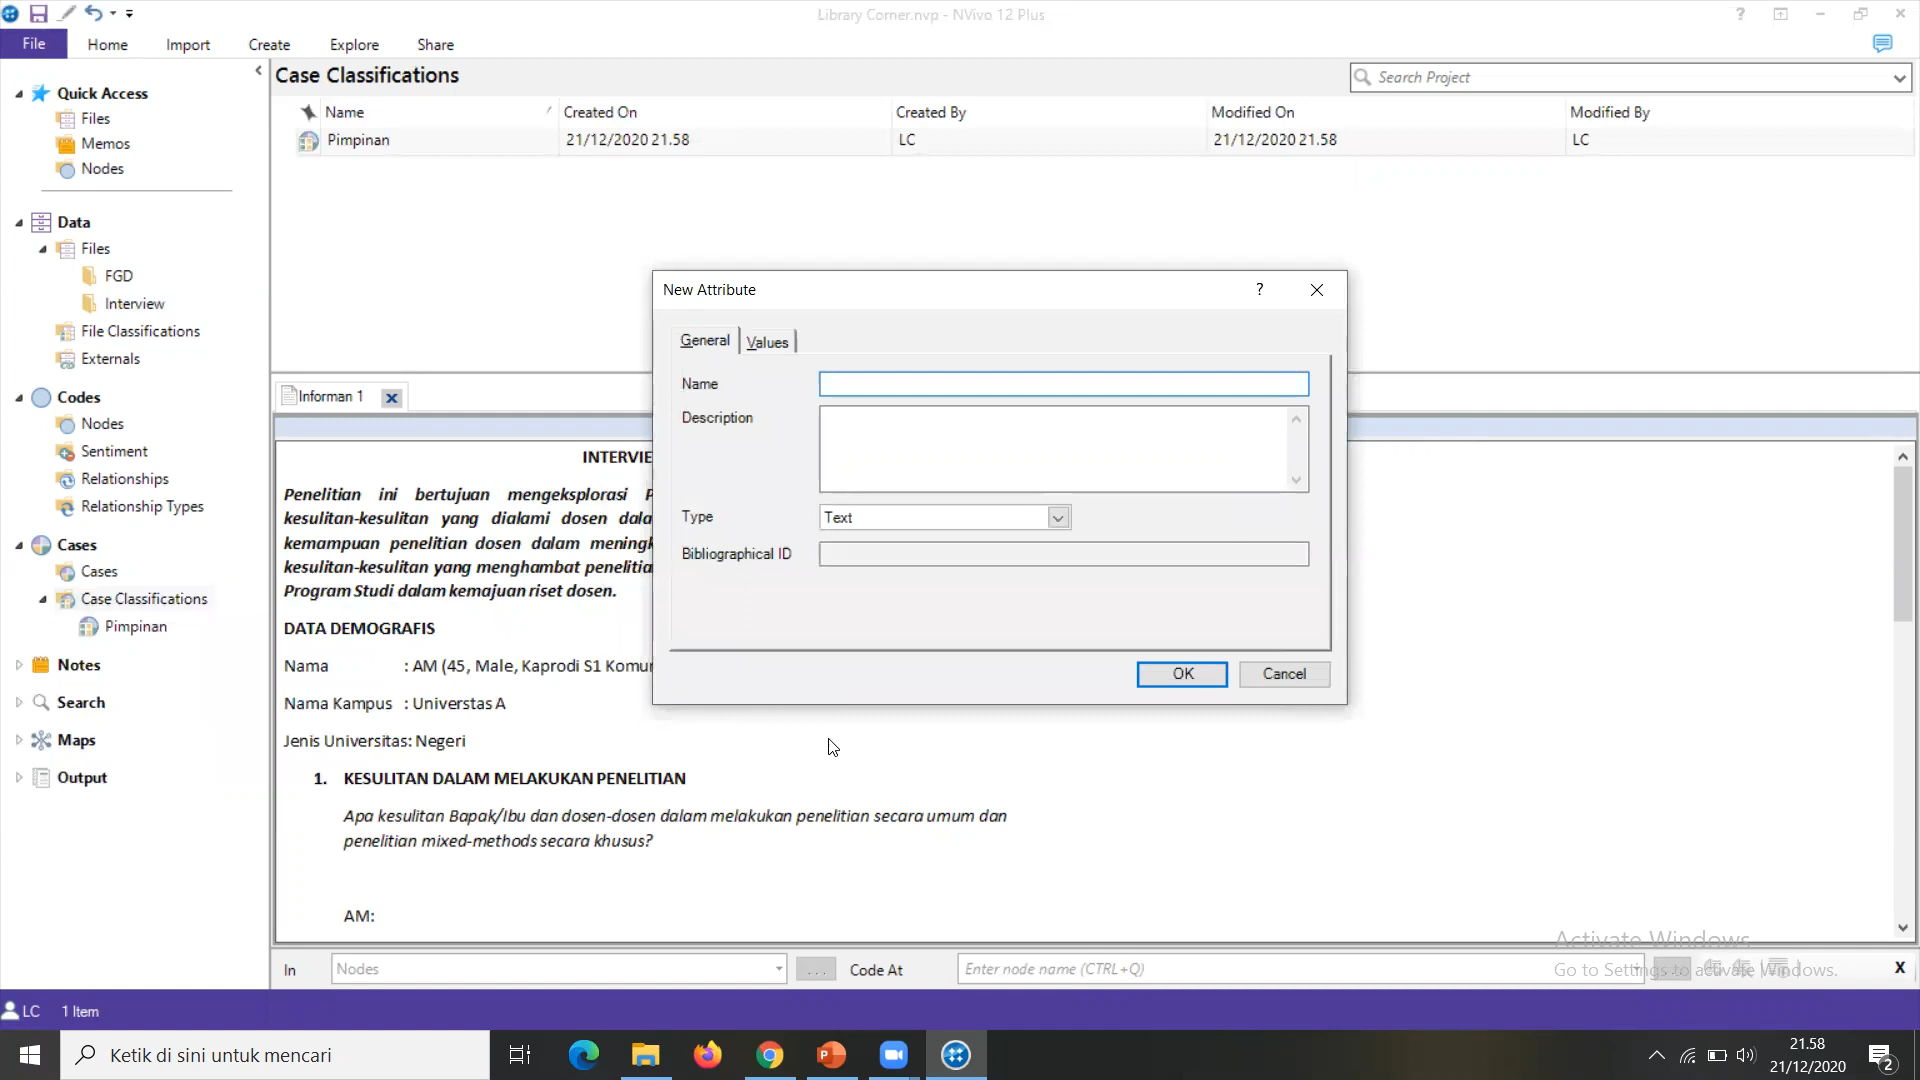 Library Corner.nvp - NVivo 12 Plus
File
Home
Import
Create
Explore
Share
Quick Access
Files
Memos
Nodes
Data
Files
FGD
Interview
File Classifications
Externals
Codes
Nodes
Sentiment
Relationships
Relationship Types
Cases
Cases
Case Classifications
Pimpinan
Notes
Search
Maps
Output
Case Classifications
Search Project
Name Created On Created By Modified On Modified By
Pimpinan 21/12/2020 21.58 LC 21/12/2020 21.58 LC
New Attribute
General
Values
Name
Description
Type
Text
Bibliographical ID
OK
Cancel
Informan 1
INTERVIE
Penelitian ini bertujuan mengeksplorasi P
kesulitan-kesulitan yang dialami dosen dala
kemampuan penelitian dosen dalam meningk
kesulitan-kesulitan yang menghambat penelitia
Program Studi dalam kemajuan riset dosen.
DATA DEMOGRAFIS
Nama : AM (45, Male, Kaprodi S1 Komun
Nama Kampus : Universtas A
Jenis Universitas: Negeri
1. KESULITAN DALAM MELAKUKAN PENELITIAN
Apa kesulitan Bapak/Ibu dan dosen-dosen dalam melakukan penelitian secara umum dan
penelitian mixed-methods secara khusus?
AM:
Activate Windows
Go to Settings to activate Windows.
In
Nodes
...
Code At
Enter node name (CTRL+Q)
X
LC
1 Item
Ketik di sini untuk mencari
21.58
21/12/2020
2